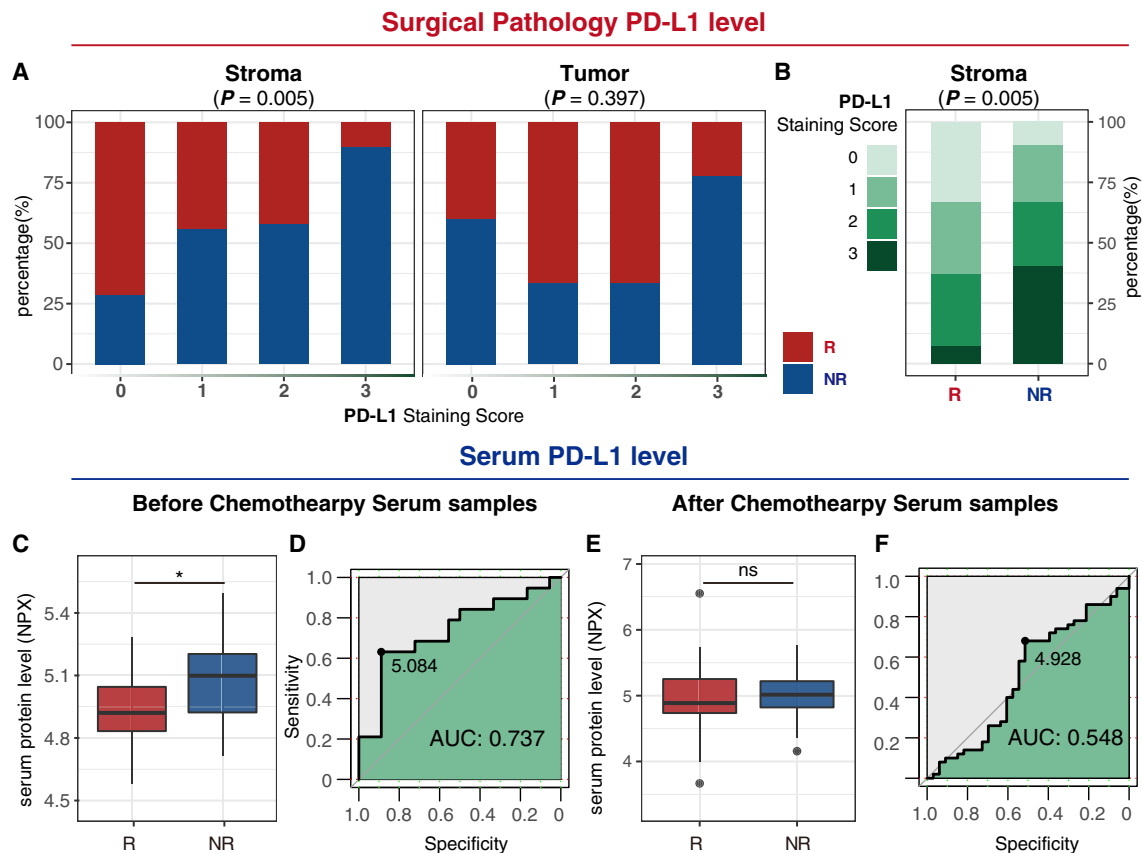 Surgical Pathology PD-L1 level
A
Stroma
(P = 0.005)
Tumor
(P = 0.397)
percentage(%)
100
75
50
25
0
0 1 2 3
0 1 2 3
PD-L1 Staining Score
R
NR
B
Stroma
(P = 0.005)
PD-L1
Staining Score
0
1
2
3
100
75
50
25
0
percentage(%)
R NR
Serum PD-L1 level
Before Chemothearpy Serum samples
After Chemothearpy Serum samples
C
serum protein level (NPX)
5.4
5.1
4.8
4.5
*
R NR
D
Sensitivity
1.0
0.8
0.6
0.4
0.2
0
5.084
AUC: 0.737
1.0 0.8 0.6 0.4 0.2 0
Specificity
E
serum protein level (NPX)
7
6
5
4
ns
R NR
F
1.0
0.8
0.6
0.4
0.2
4.928
AUC: 0.548
1.0 0.8 0.6 0.4 0.2 0
Specificity